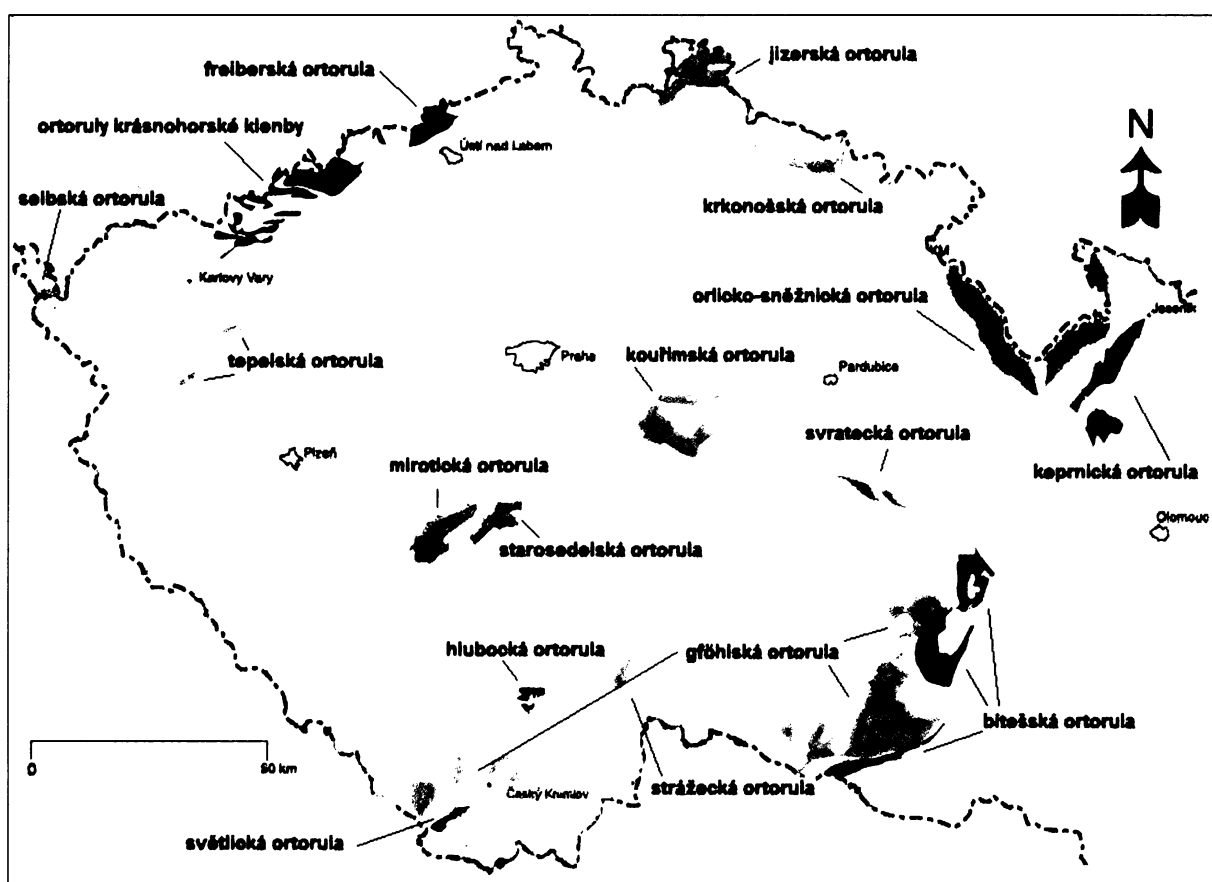 jizerská ortorula
freiberská ortorula
N
ortoruly krásnohorské klenby
Ústí nad Labem
selbská ortorula
krkonošská ortorula
KM
Karlovy Vary
orlicko-sněžnická ortorula
Jeseník
tepelská ortorula
Praha
kouřimská ortorula
Pardubice
svratecká ortorula
Plzeň
mirotická ortorula
keprnická ortorula
Olomouc
starosedelská ortorula
hlubocká ortorula
gföhlská ortorula
bítešská ortorula
0
50 km
strážecká ortorula
Český Krumlov
světlická ortorula